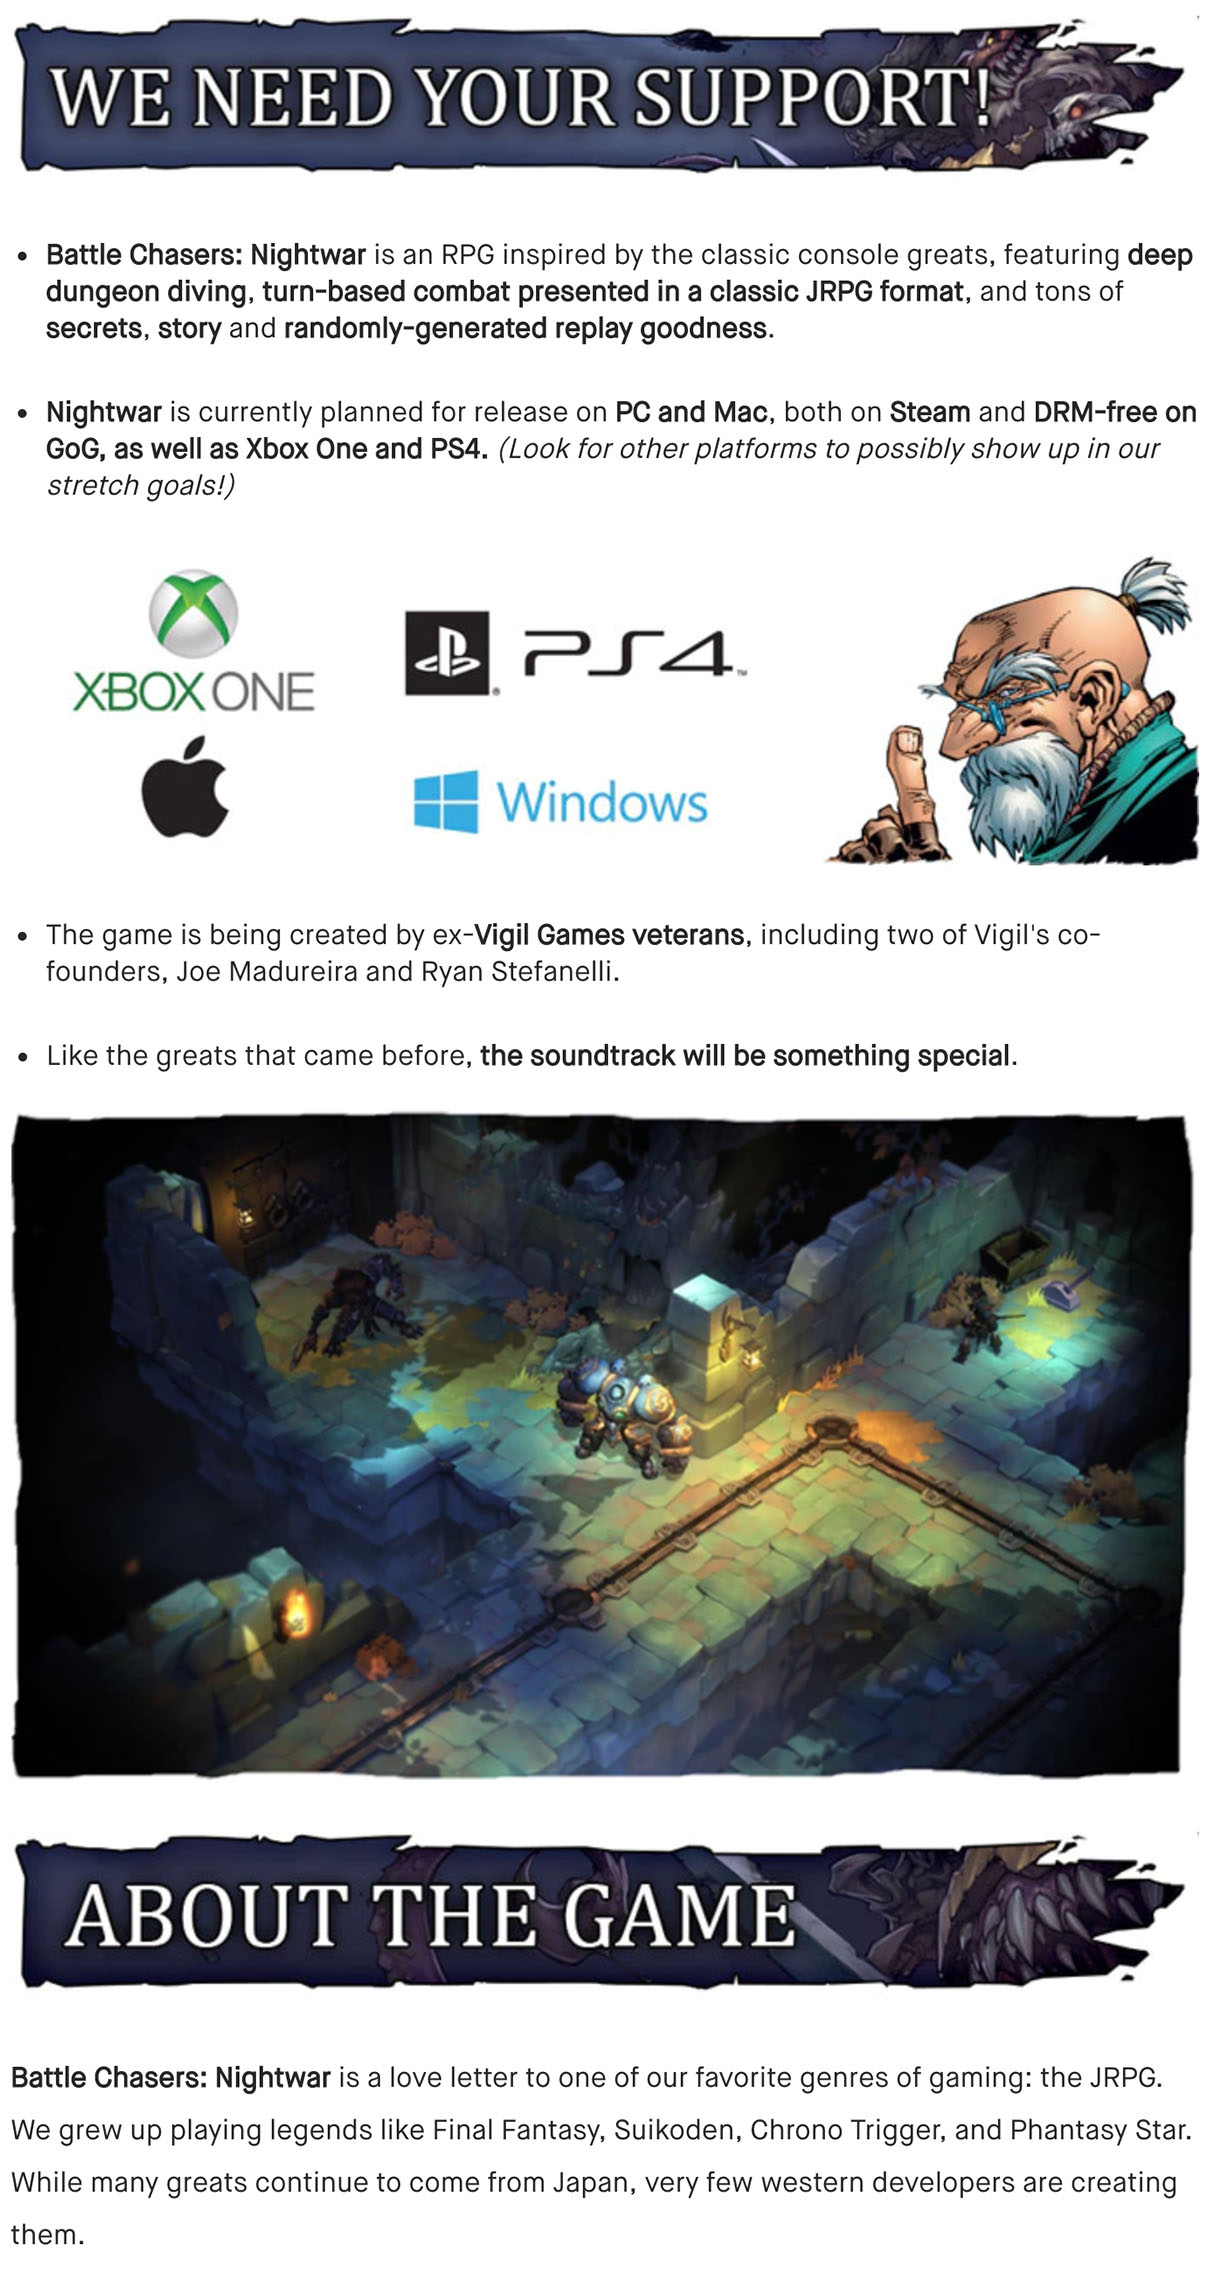 WE NEED YOUR SUPPORT!
• Battle Chasers: Nightwar is an RPG inspired by the classic console greats, featuring deep
dungeon diving, turn-based combat presented in a classic JRPG format, and tons of
secrets, story and randomly-generated replay goodness.
• Nightwar is currently planned for release on PC and Mac, both on Steam and DRM-free on
GoG, as well as Xbox One and PS4. (Look for other platforms to possibly show up in our
stretch goals!)
XBOX ONE
PS4™
Windows
• The game is being created by ex-Vigil Games veterans, including two of Vigil's co-
founders, Joe Madureira and Ryan Stefanelli.
• Like the greats that came before, the soundtrack will be something special.
ABOUT THE GAME
Battle Chasers: Nightwar is a love letter to one of our favorite genres of gaming: the JRPG.
We grew up playing legends like Final Fantasy, Suikoden, Chrono Trigger, and Phantasy Star.
While many greats continue to come from Japan, very few western developers are creating
them.